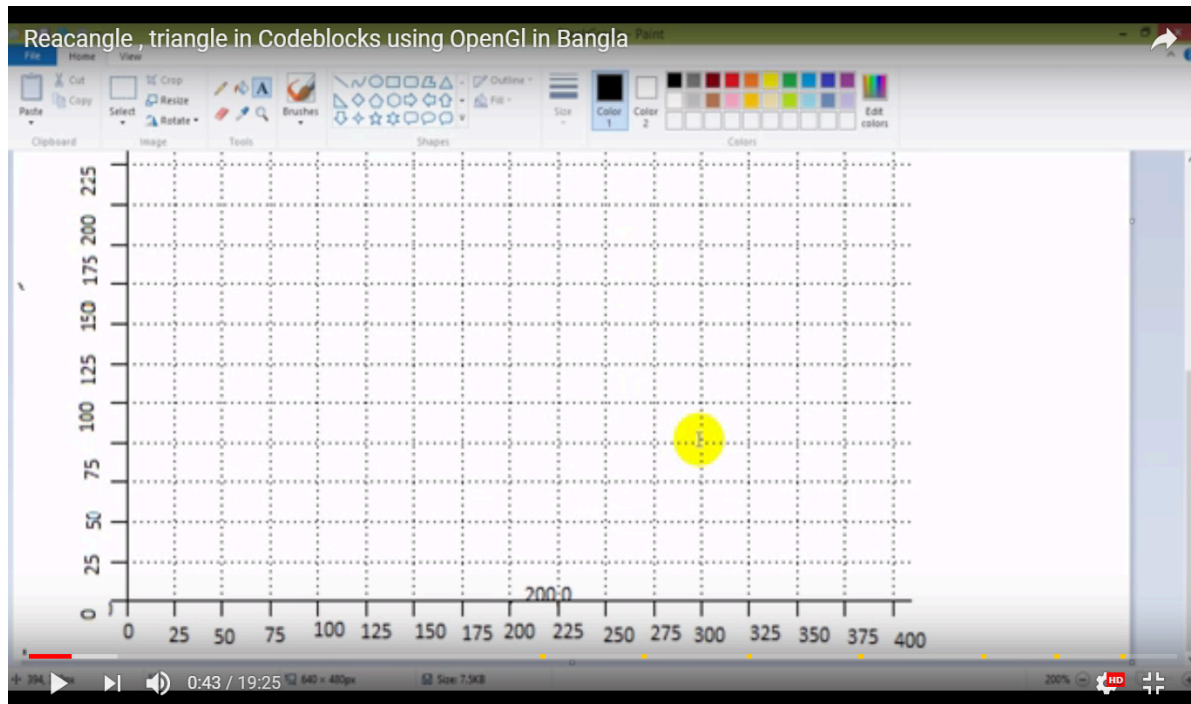 Reacangle , triangle in Codeblocks using OpenGl in Bangla
- Paint
File Home View
Cut
Copy
Paste
Clipboard
Select
Crop
Resize
Rotate
Image
A
Tools
Brushes
Outline
Fill
Shapes
Size
Color 1
Color 2
Edit colors
Colors
225
200
175
150
125
100
75
50
25
0
200,0
0 25 50 75 100 125 150 175 200 225 250 275 300 325 350 375 400
0:43 / 19:25
640 × 480px
Size: 7.5KB
200%
HD